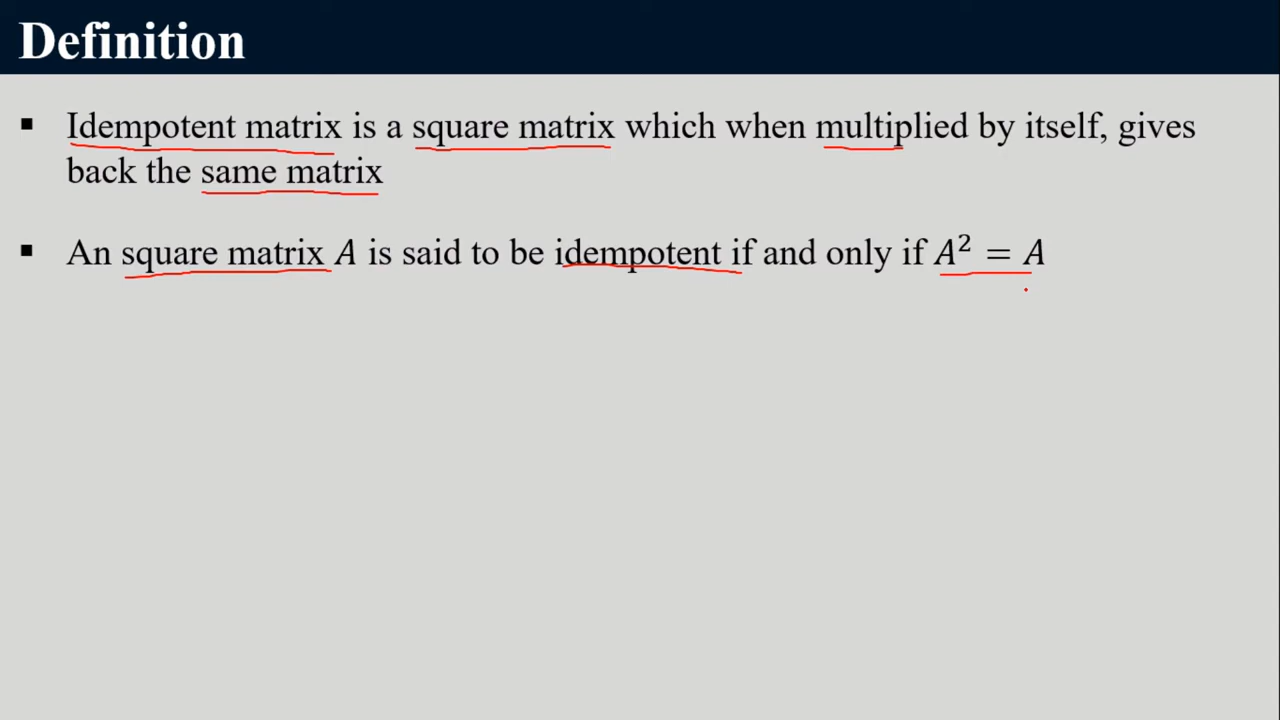 Definition
▪ Idempotent matrix is a square matrix which when multiplied by itself, gives
back the same matrix
▪ An square matrix 𝐴 is said to be idempotent if and only if 𝐴² = 𝐴